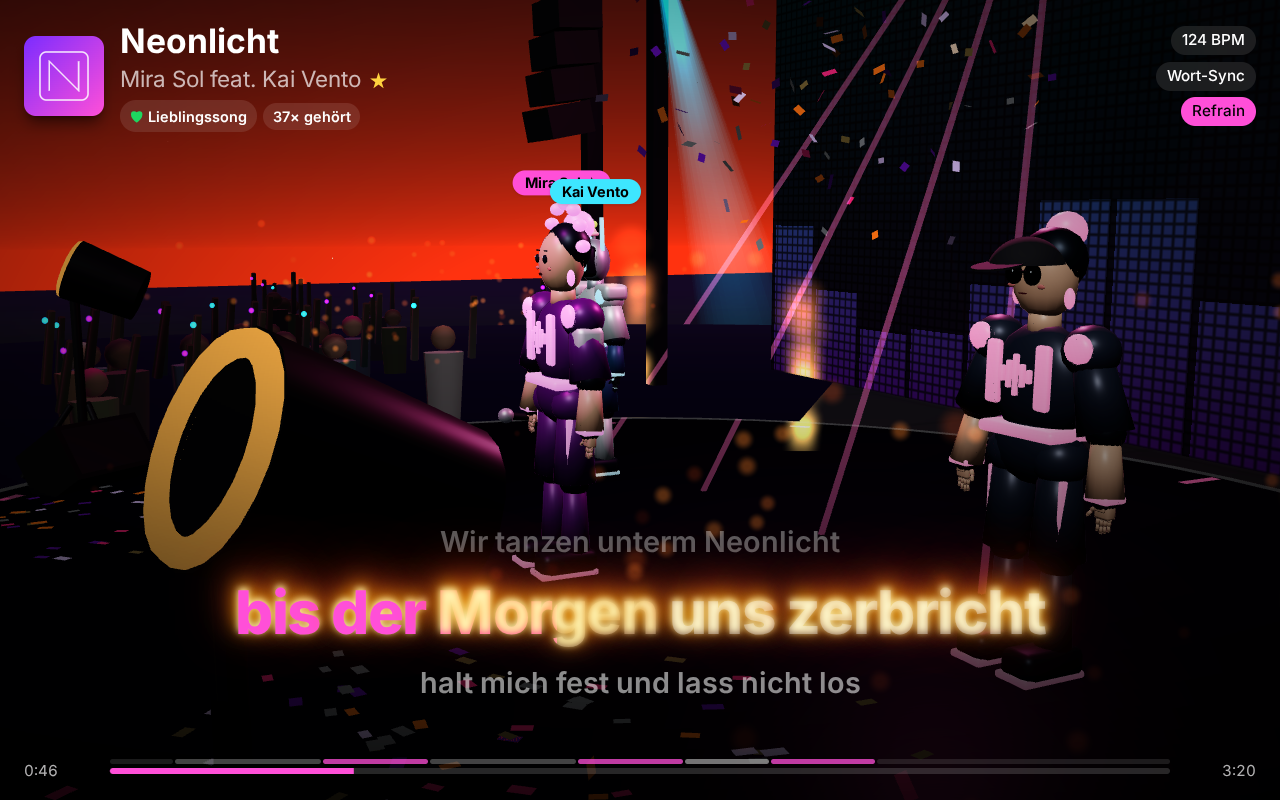 Neonlicht
Mira Sol feat. Kai Vento ★
Lieblingssong
37× gehört
124 BPM
Wort-Sync
Refrain
Mira
Kai Vento
Wir tanzen unterm Neonlicht
bis der Morgen uns zerbricht
halt mich fest und lass nicht los
0:46
3:20